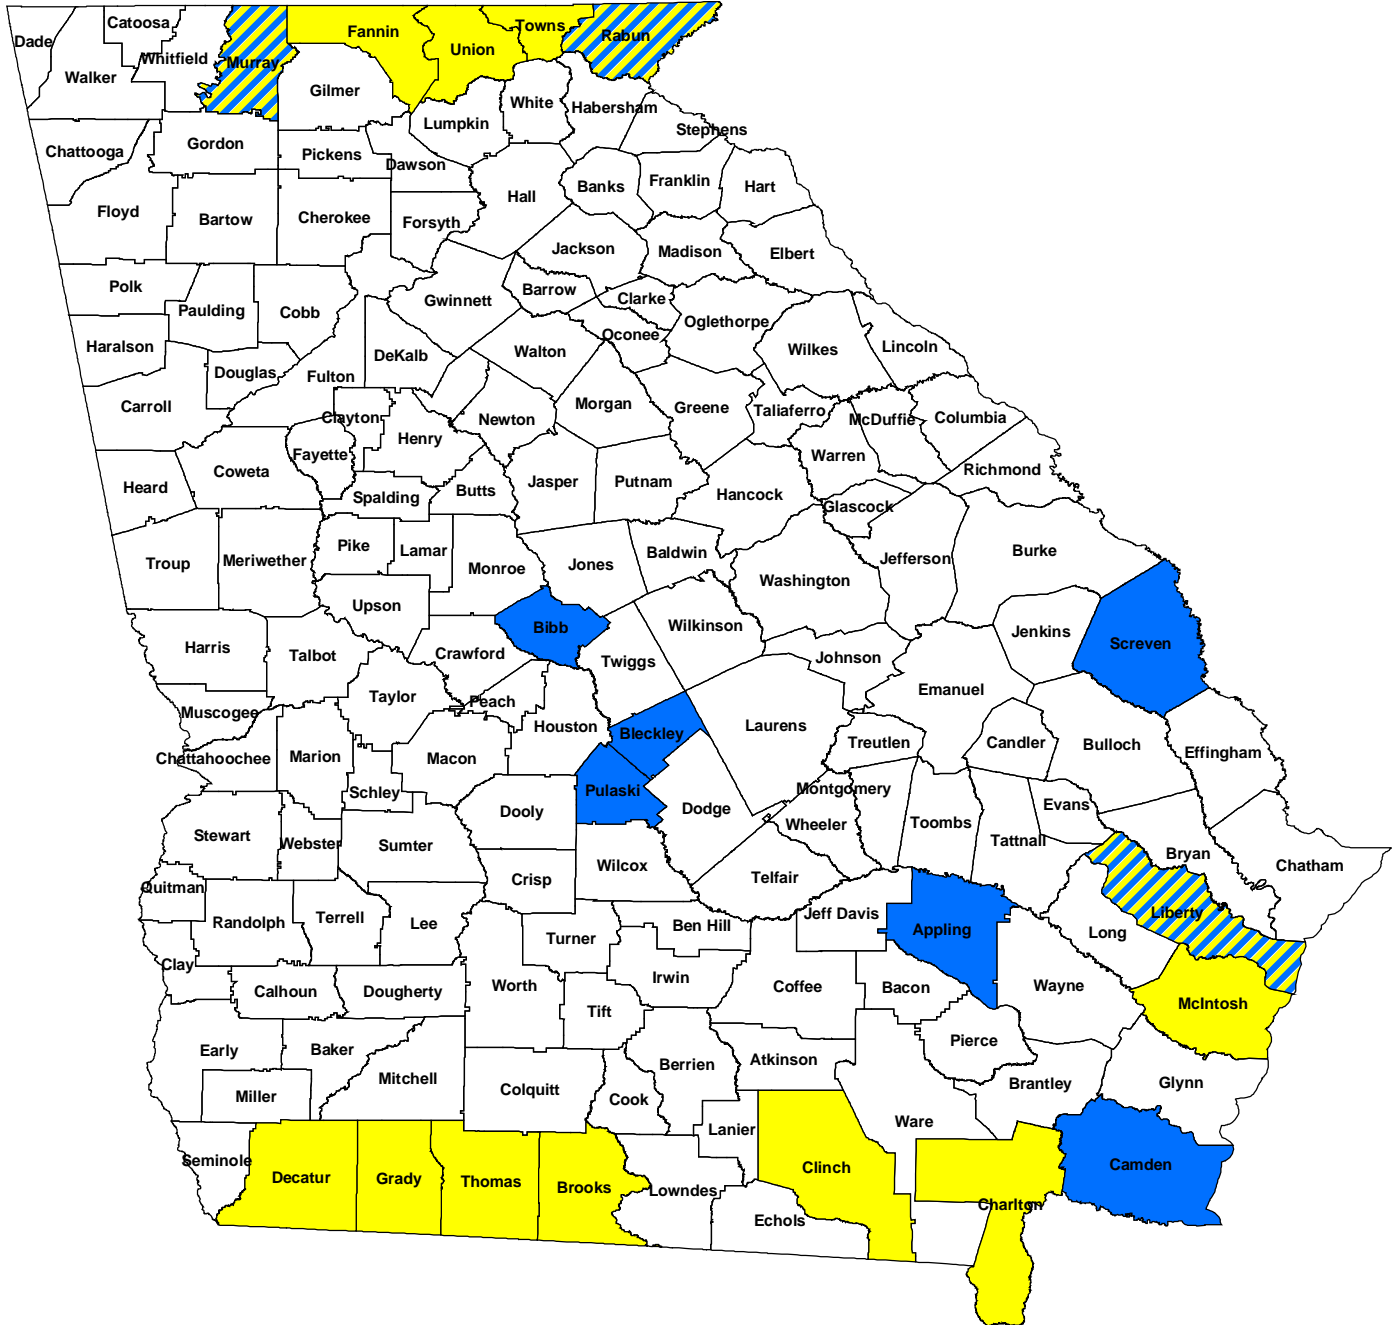 Catoosa
Dade
Whitfield
Walker
Murray
Fannin
Union
Towns
Rabun
Gilmer
White
Habersham
Lumpkin
Stephens
Chattooga
Gordon
Pickens
Dawson
Hall
Banks
Franklin
Hart
Floyd
Bartow
Cherokee
Forsyth
Jackson
Madison
Elbert
Polk
Paulding
Cobb
Gwinnett
Barrow
Clarke
Oglethorpe
Oconee
Haralson
DeKalb
Walton
Wilkes
Lincoln
Douglas
Fulton
Carroll
Clayton
Newton
Morgan
Greene
Taliaferro
McDuffie
Columbia
Henry
Fayette
Coweta
Warren
Richmond
Heard
Spalding
Butts
Jasper
Putnam
Hancock
Glascock
Troup
Meriwether
Pike
Lamar
Monroe
Jones
Baldwin
Washington
Jefferson
Burke
Upson
Bibb
Wilkinson
Jenkins
Screven
Harris
Talbot
Crawford
Twiggs
Johnson
Emanuel
Taylor
Peach
Muscogee
Houston
Bleckley
Laurens
Treutlen
Candler
Bulloch
Effingham
Chattahoochee
Marion
Macon
Schley
Pulaski
Dooly
Dodge
Montgomery
Wheeler
Toombs
Evans
Tattnall
Stewart
Webster
Sumter
Wilcox
Telfair
Bryan
Chatham
Quitman
Crisp
Randolph
Terrell
Lee
Turner
Ben Hill
Jeff Davis
Appling
Long
Liberty
Clay
Calhoun
Dougherty
Worth
Irwin
Coffee
Bacon
Wayne
McIntosh
Tift
Early
Baker
Mitchell
Berrien
Atkinson
Pierce
Miller
Colquitt
Cook
Brantley
Glynn
Lanier
Ware
Seminole
Decatur
Grady
Thomas
Brooks
Lowndes
Clinch
Camden
Echols
Charlton